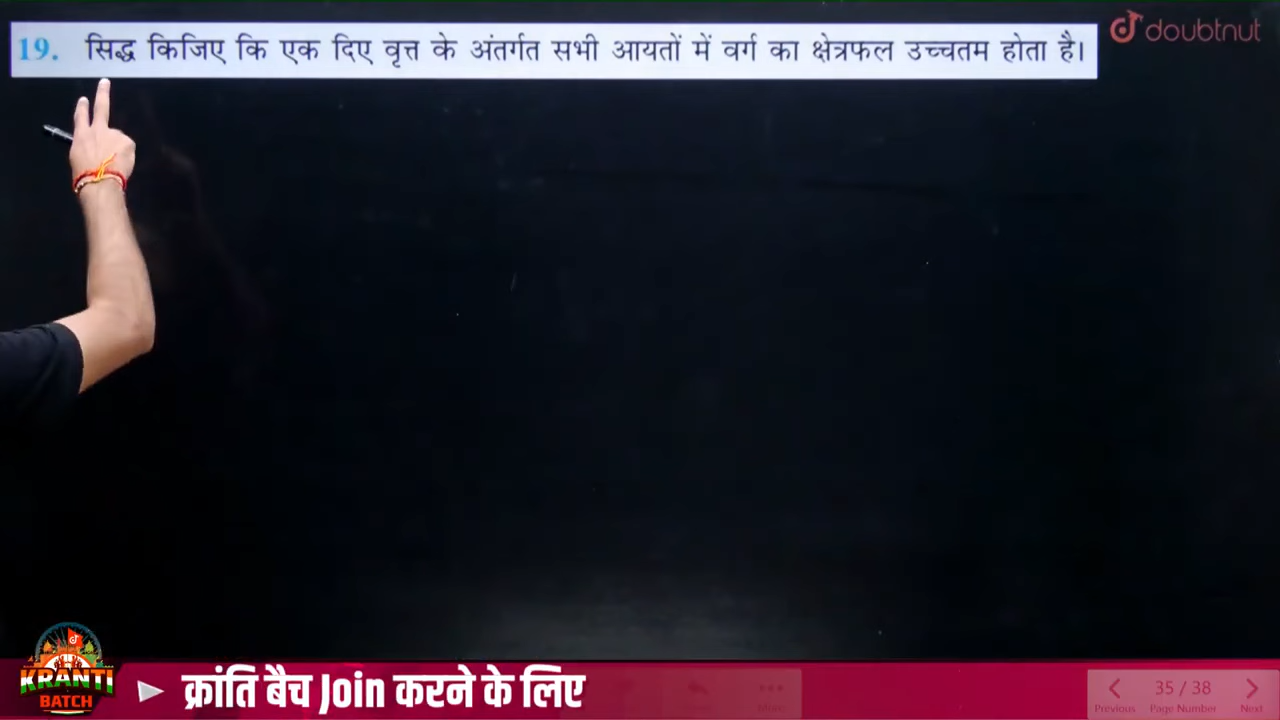 19. सिद्ध किजिए कि एक दिए वृत्त के अंतर्गत सभी आयतों में वर्ग का क्षेत्रफल उच्चतम होता है।
doubtnut
KRANTI
BATCH
क्रांति बैच Join करने के लिए
35 / 38
Previous Page Number Next